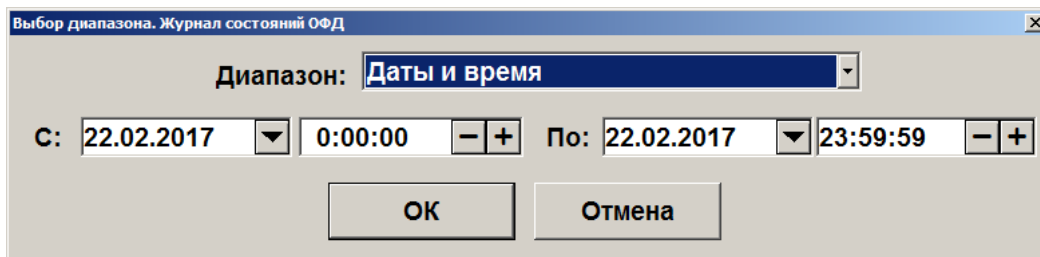 Выбор диапазона. Журнал состояний ОФД
Диапазон: Даты и время
С: 22.02.2017 0:00:00 По: 22.02.2017 23:59:59
ОК Отмена